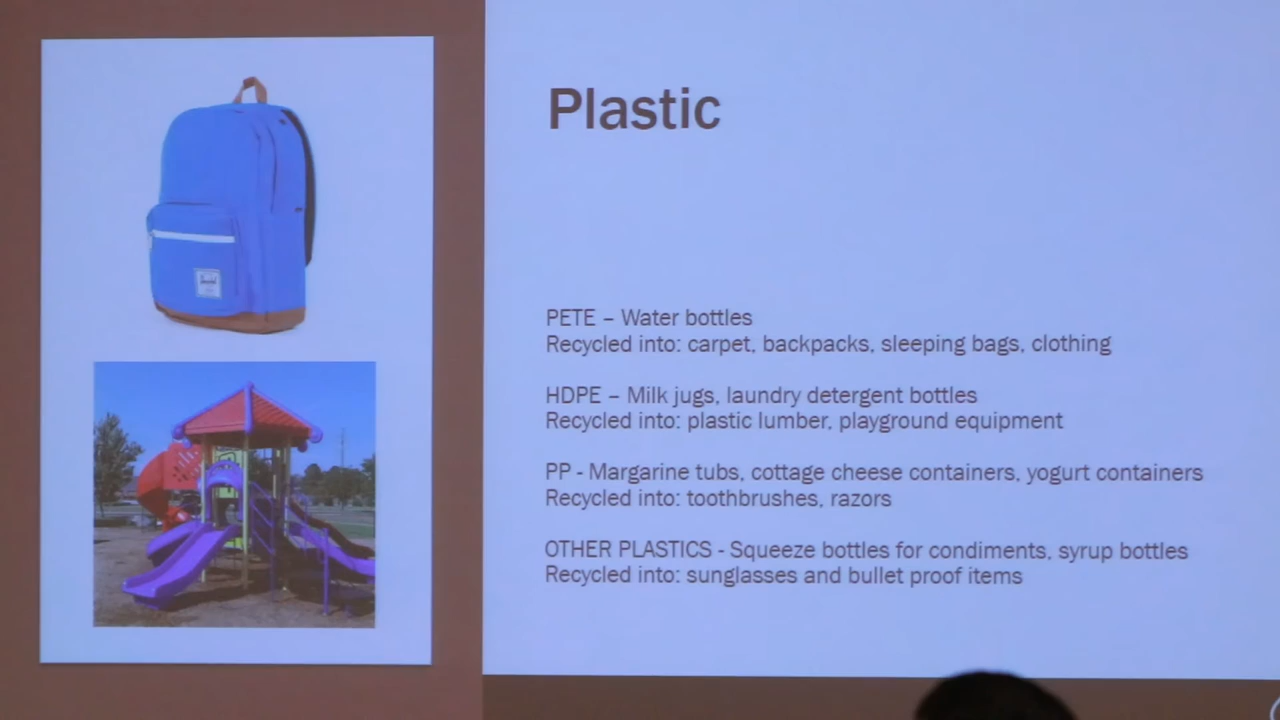 Plastic
PETE – Water bottles
Recycled into: carpet, backpacks, sleeping bags, clothing
HDPE – Milk jugs, laundry detergent bottles
Recycled into: plastic lumber, playground equipment
PP - Margarine tubs, cottage cheese containers, yogurt containers
Recycled into: toothbrushes, razors
OTHER PLASTICS - Squeeze bottles for condiments, syrup bottles
Recycled into: sunglasses and bullet proof items